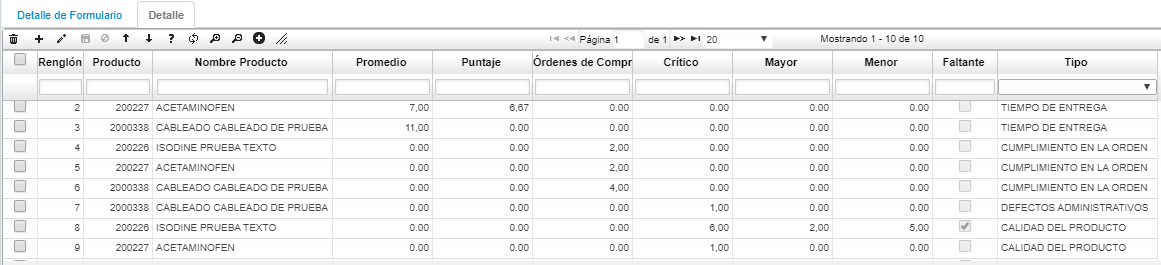 Detalle de Formulario Detalle
Página 1 de 1 20 Mostrando 1 - 10 de 10
Renglón Producto Nombre Producto Promedio Puntaje Órdenes de Compr Crítico Mayor Menor Faltante Tipo
2 200227 ACETAMINOFEN 7,00 6,67 0.00 0.00 0.00 0.00 TIEMPO DE ENTREGA
3 2000338 CABLEADO CABLEADO DE PRUEBA 11,00 0.00 0.00 0.00 0.00 0.00 TIEMPO DE ENTREGA
4 200226 ISODINE PRUEBA TEXTO 0.00 0.00 2,00 0.00 0.00 0.00 CUMPLIMIENTO EN LA ORDEN
5 200227 ACETAMINOFEN 0.00 0.00 2,00 0.00 0.00 0.00 CUMPLIMIENTO EN LA ORDEN
6 2000338 CABLEADO CABLEADO DE PRUEBA 0.00 0.00 4,00 0.00 0.00 0.00 CUMPLIMIENTO EN LA ORDEN
7 2000338 CABLEADO CABLEADO DE PRUEBA 0.00 0.00 0.00 1,00 0.00 0.00 DEFECTOS ADMINISTRATIVOS
8 200226 ISODINE PRUEBA TEXTO 0.00 0.00 0.00 6,00 2,00 5,00 CALIDAD DEL PRODUCTO
9 200227 ACETAMINOFEN 0.00 0.00 0.00 1,00 0.00 0.00 CALIDAD DEL PRODUCTO